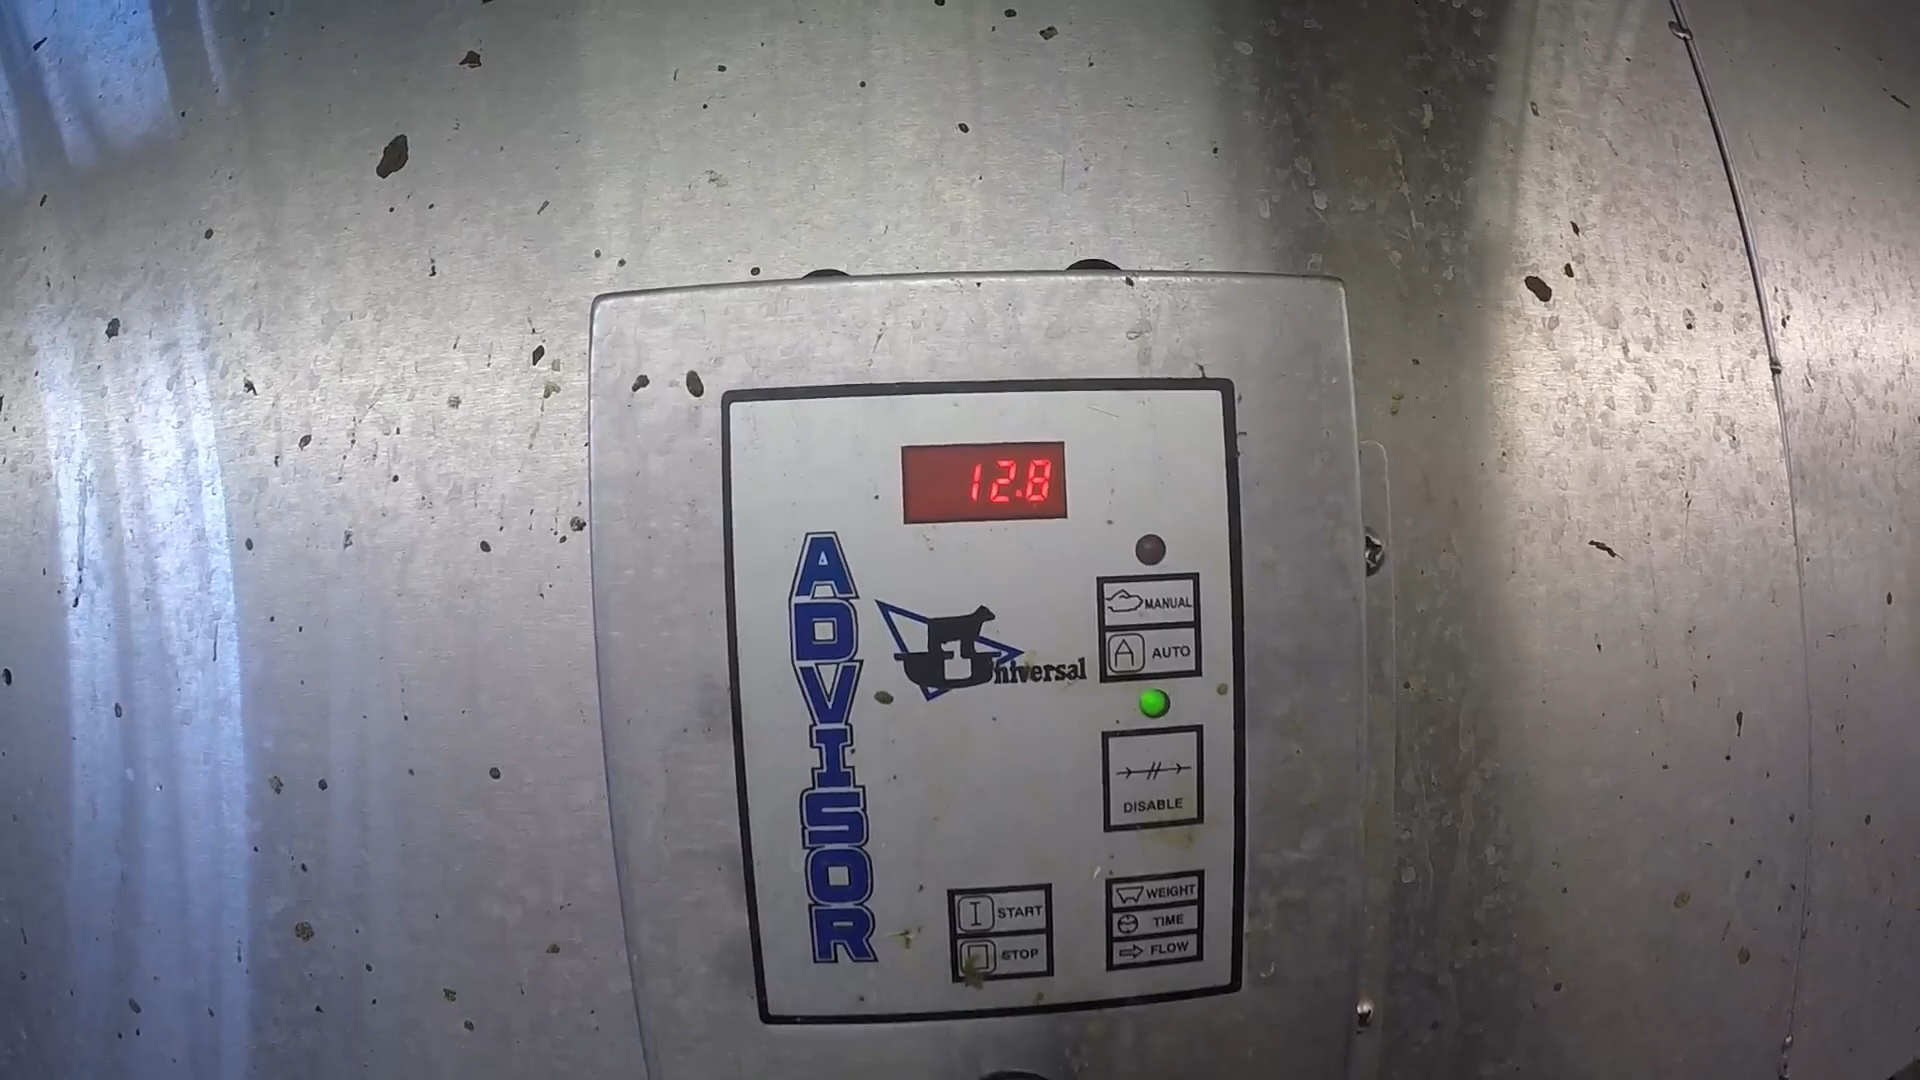 12.8
ADVISOR
Universal
MANUAL
A AUTO
DISABLE
I START
STOP
WEIGHT
TIME
FLOW